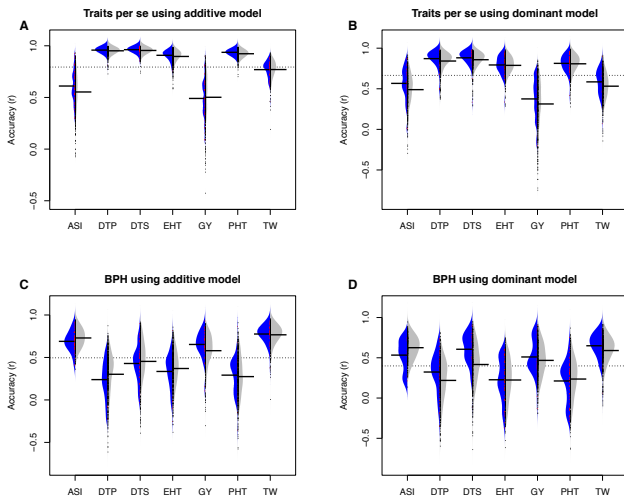 A
Traits per se using additive model
Accuracy (r)
1.0
0.5
0.0
−0.5
ASI DTP DTS EHT GY PHT TW
B
Traits per se using dominant model
Accuracy (r)
1.0
0.5
0.0
−0.5
ASI DTP DTS EHT GY PHT TW
C
BPH using additive model
Accuracy (r)
1.0
0.5
0.0
−0.5
ASI DTP DTS EHT GY PHT TW
D
BPH using dominant model
Accuracy (r)
1.0
0.5
0.0
−0.5
ASI DTP DTS EHT GY PHT TW